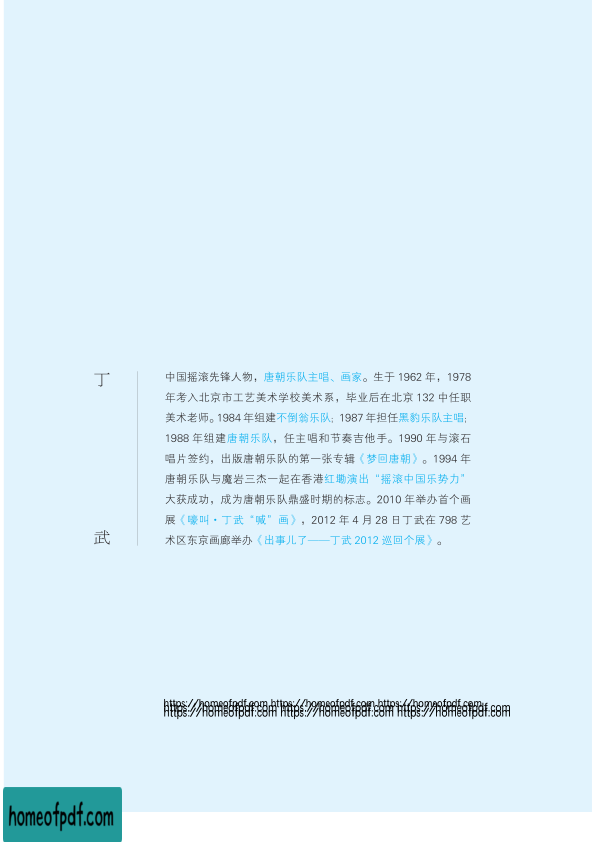 丁
武
中国摇滚先锋人物，唐朝乐队主唱、画家。生于 1962 年，1978
年考入北京市工艺美术学校美术系，毕业后在北京 132 中任职
美术老师。1984 年组建不倒翁乐队；1987 年担任黑豹乐队主唱；
1988 年组建唐朝乐队，任主唱和节奏吉他手。1990 年与滚石
唱片签约，出版唐朝乐队的第一张专辑《梦回唐朝》。1994 年
唐朝乐队与魔岩三杰一起在香港红墈演出“摇滚中国乐势力”
大获成功，成为唐朝乐队鼎盛时期的标志。2010 年举办首个画
展《嚎叫·丁武“喊”画》，2012 年 4 月 28 日丁武在 798 艺
术区东京画廊举办《出事儿了——丁武 2012 巡回个展》。
https://homeofpdf.com https://homeofpdf.com https://homeofpdf.com
https://homeofpdf.com https://homeofpdf.com https://homeofpdf.com
https://homeofpdf.com https://homeofpdf.com https://homeofpdf.com
homeofpdf.com